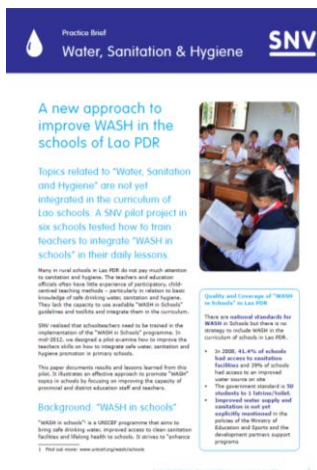 Practice Brief
Water, Sanitation & Hygiene
SNV
A new approach to
improve WASH in the
schools of Lao PDR
Topics related to "Water, Sanitation
and Hygiene" are not yet
integrated in the curriculum of
Lao schools. A SNV pilot project in
six schools tested how to train
teachers to integrate "WASH in
schools" in their daily lessons.
Many in rural schools in Lao PDR do not pay much attention
to sanitation and hygiene. The teachers and education
officials often have little experience of participatory, child-
centred teaching methods – particularly in relation to basic
knowledge of safe drinking water, sanitation and hygiene.
They lack the capacity to use available "WASH in Schools"
guidelines and toolkits and integrate them in the curriculum.
SNV realised that schoolteachers need to be trained in the
implementation of the "WASH in Schools" programme. In
mid-2012, we designed a pilot examine how to improve the
teachers skills on how to integrate safe water, sanitation and
hygiene promotion in primary schools.
This paper documents results and lessons learned from this
pilot. It illustrates an effective approach to promote "WASH"
topics in schools by focusing on improving the capacity of
provincial and district education staff and teachers.
Background: "WASH in schools"
"WASH in schools"¹ is a UNICEF programme that aims to
bring safe drinking water, improved access to clean sanitation
facilities and lifelong health to schools. It strives to "enhance
1 Find out more: www.unicef.org/wash/schools
Quality and Coverage of "WASH
in Schools" in Lao PDR
There are national standards for
WASH in Schools but there is no
strategy to include WASH in the
curriculum of schools in Lao PDR.
• In 2008, 41.4% of schools
had access to sanitation
facilities and 39% of schools
had access to an improved
water source on site
• The government standard is 50
students to 1 latrine/toilet.
• Improved water supply and
sanitation is not yet
explicitly mentioned in the
policies of the Ministry of
Education and Sports and the
development partners support
programs